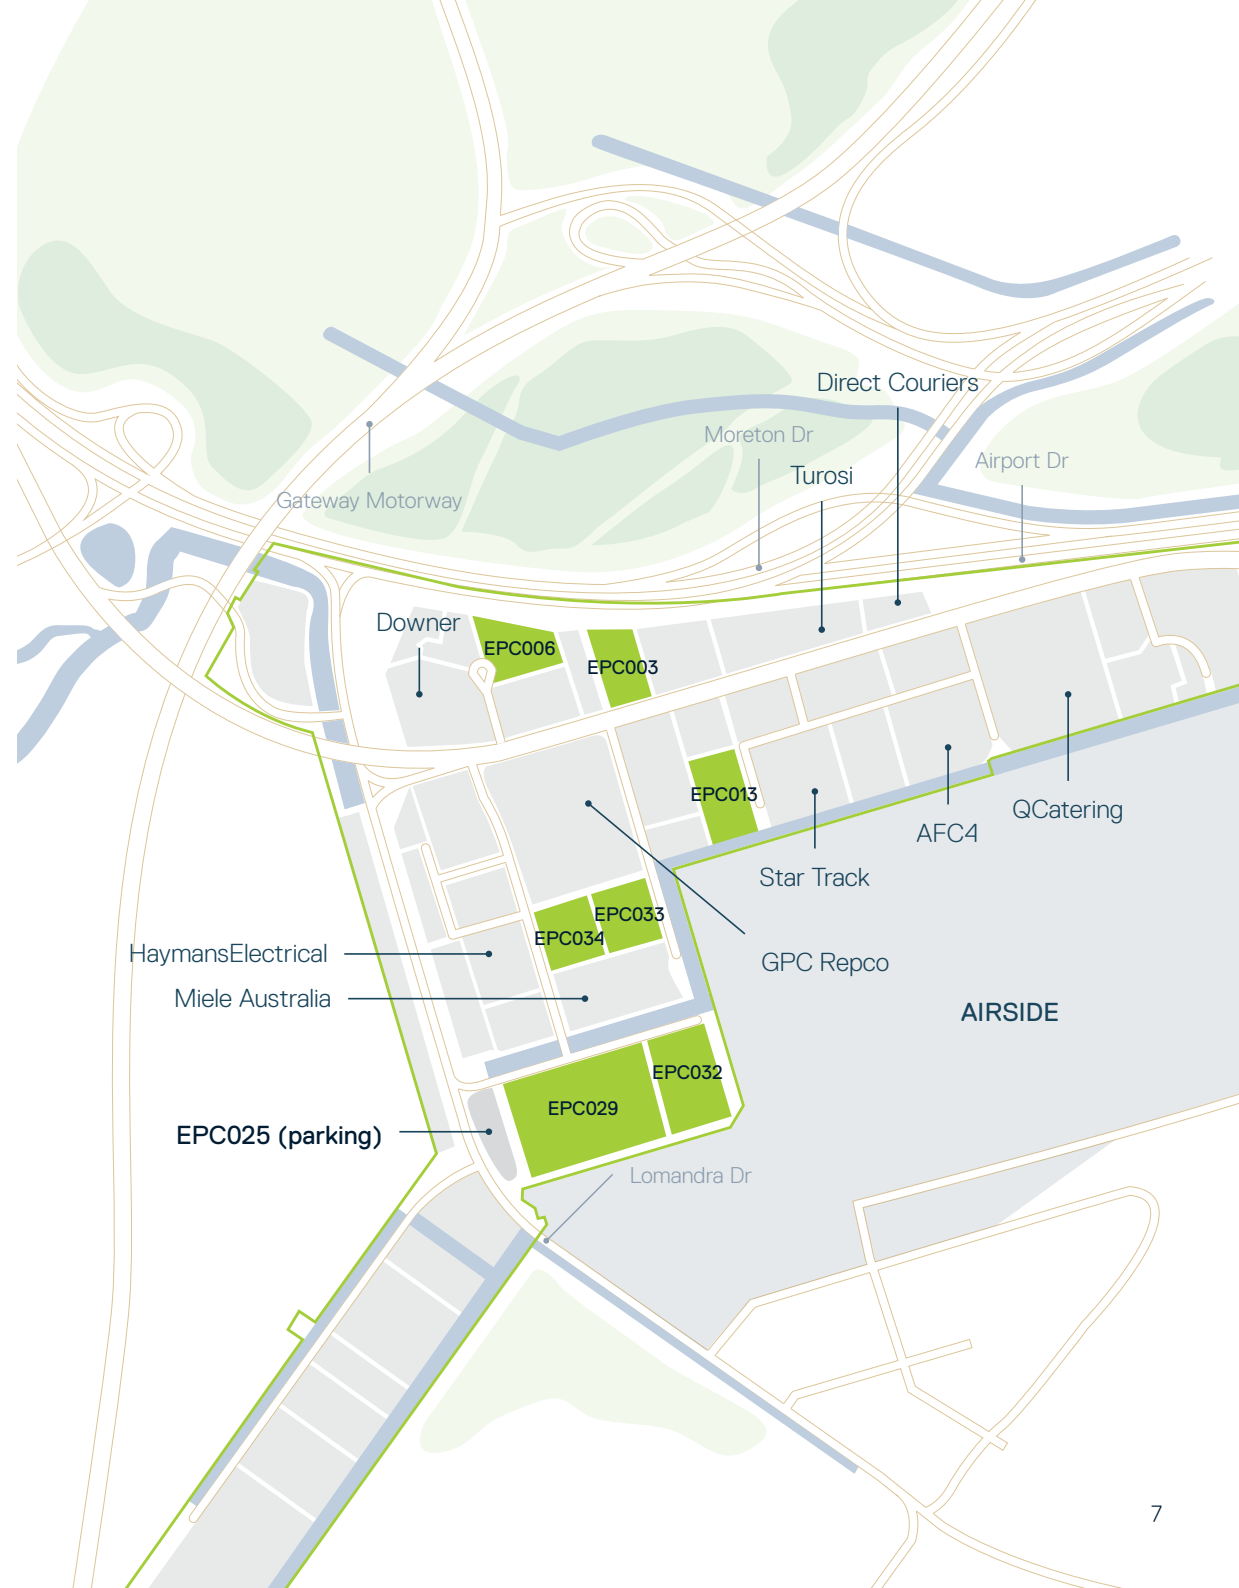 Direct Couriers
Moreton Dr
Airport Dr
Turosi
Gateway Motorway
Downer
EPC006
EPC003
EPC013
QCatering
AFC4
Star Track
EPC033
EPC034
HaymansElectrical
GPC Repco
Miele Australia
AIRSIDE
EPC032
EPC029
EPC025 (parking)
Lomandra Dr
7